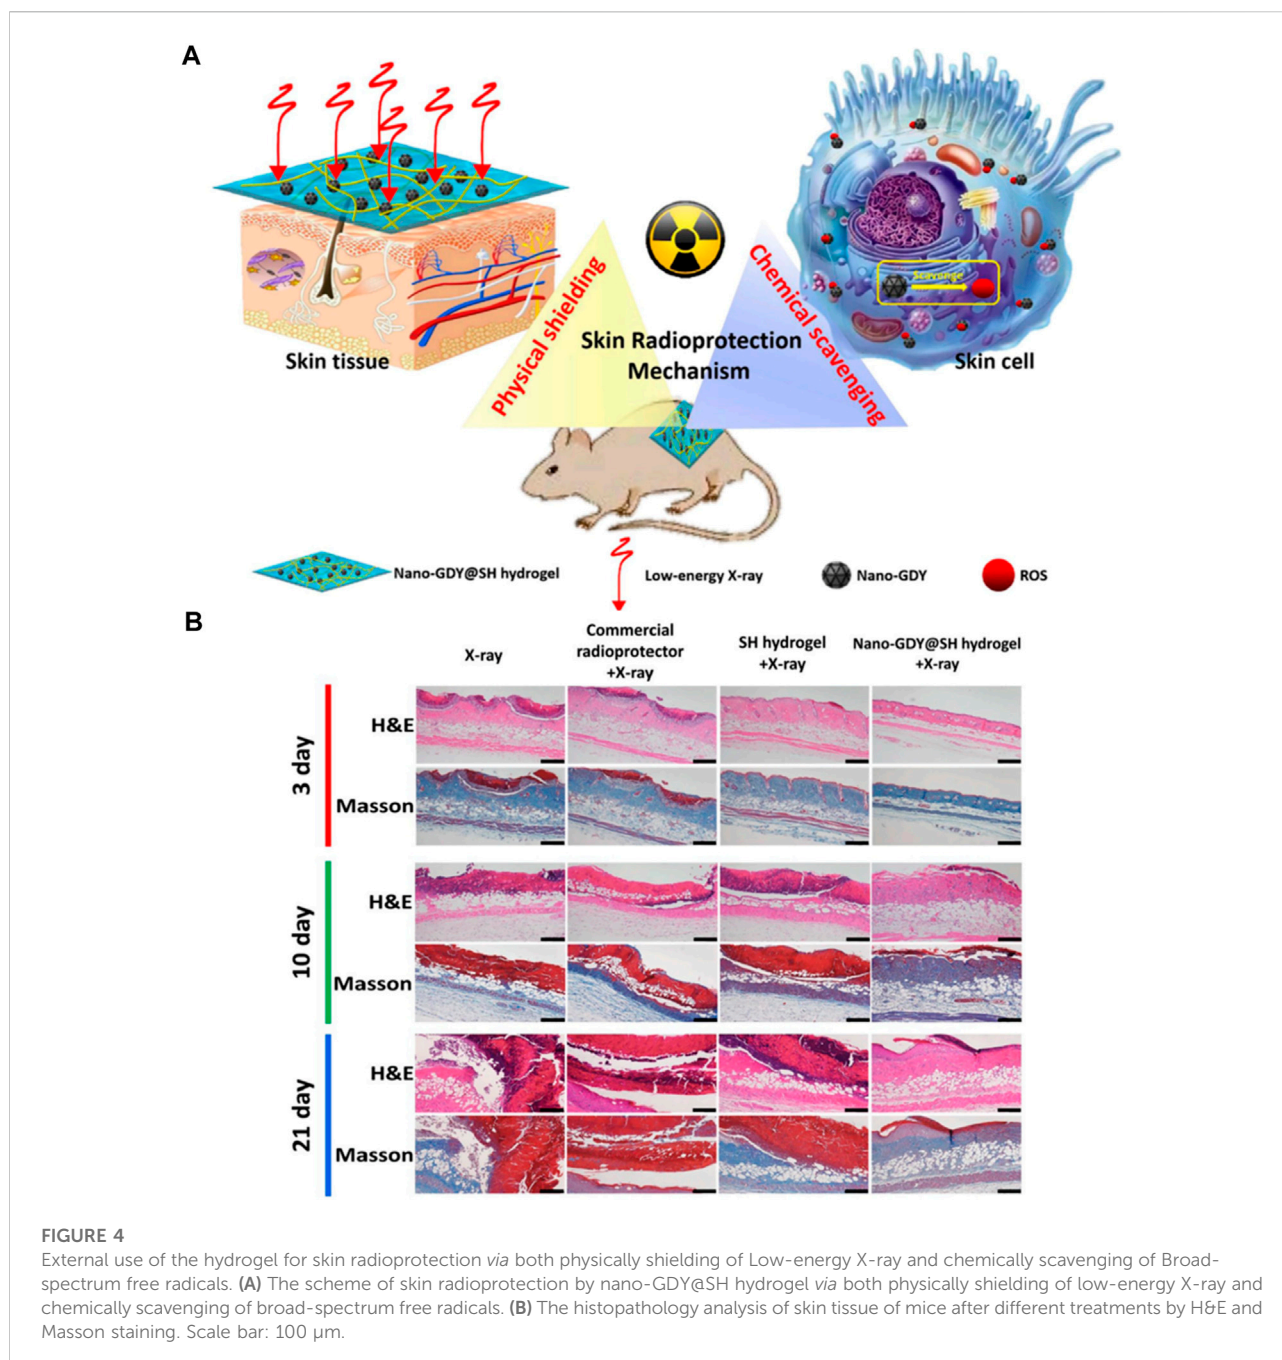 A
Physical shielding
Chemical scavenging
Scavenge
Skin Radioprotection
Mechanism
Skin tissue
Skin cell
Nano-GDY@SH hydrogel
Low-energy X-ray
Nano-GDY
ROS
B
X-ray
Commercial
radioprotector
+X-ray
SH hydrogel
+X-ray
Nano-GDY@SH hydrogel
+X-ray
3 day
H&E
Masson
10 day
H&E
Masson
21 day
H&E
Masson
FIGURE 4
External use of the hydrogel for skin radioprotection via both physically shielding of Low-energy X-ray and chemically scavenging of Broad-
spectrum free radicals. (A) The scheme of skin radioprotection by nano-GDY@SH hydrogel via both physically shielding of low-energy X-ray and
chemically scavenging of broad-spectrum free radicals. (B) The histopathology analysis of skin tissue of mice after different treatments by H&E and
Masson staining. Scale bar: 100 μm.